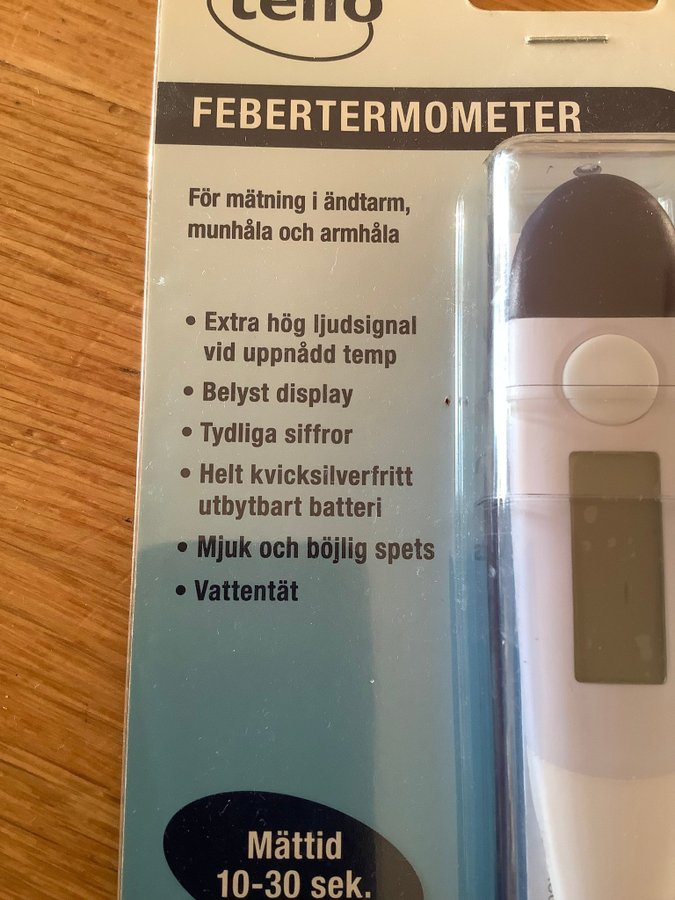 tello
FEBERTERMOMETER
För mätning i ändtarm,
munhåla och armhåla
• Extra hög ljudsignal
vid uppnådd temp
• Belyst display
• Tydliga siffror
• Helt kvicksilverfritt
utbytbart batteri
• Mjuk och böjlig spets
• Vattentät
Mättid
10-30 sek.